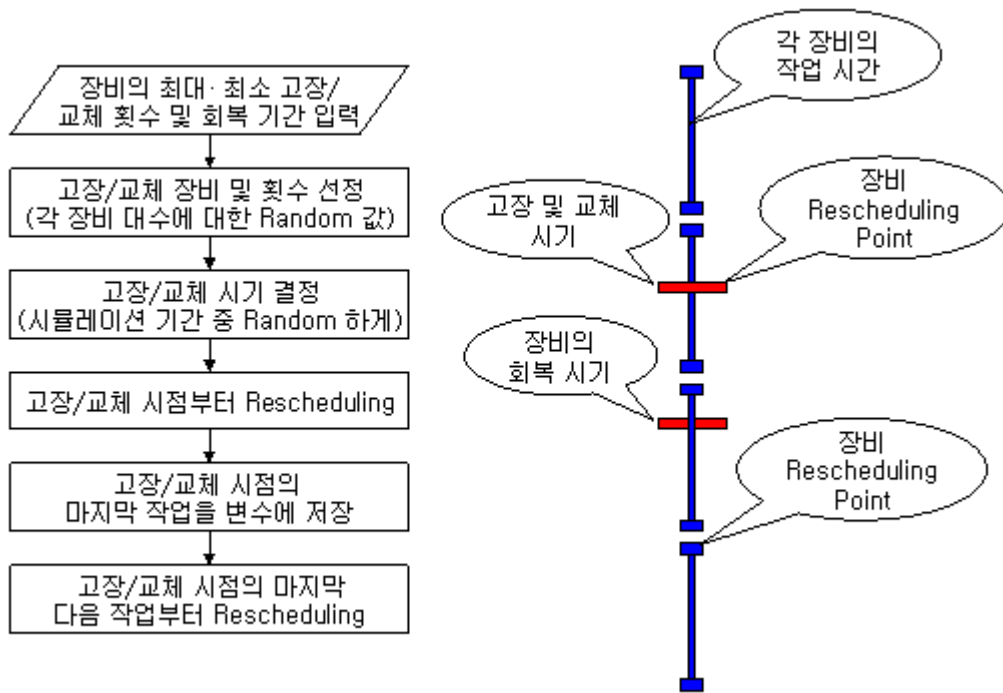 장비의 최대· 최소 고장/
교체 횟수 및 회복 기간 입력
고장/교체 장비 및 횟수 선정
(각 장비 대수에 대한 Random 값)
고장/교체 시기 결정
(시뮬레이션 기간 중 Random 하게)
고장/교체 시점부터 Rescheduling
고장/교체 시점의
마지막 작업을 변수에 저장
고장/교체 시점의 마지막
다음 작업부터 Rescheduling
각 장비의
작업 시간
고장 및 교체
시기
장비
Rescheduling
Point
장비의
회복 시기
장비
Rescheduling
Point